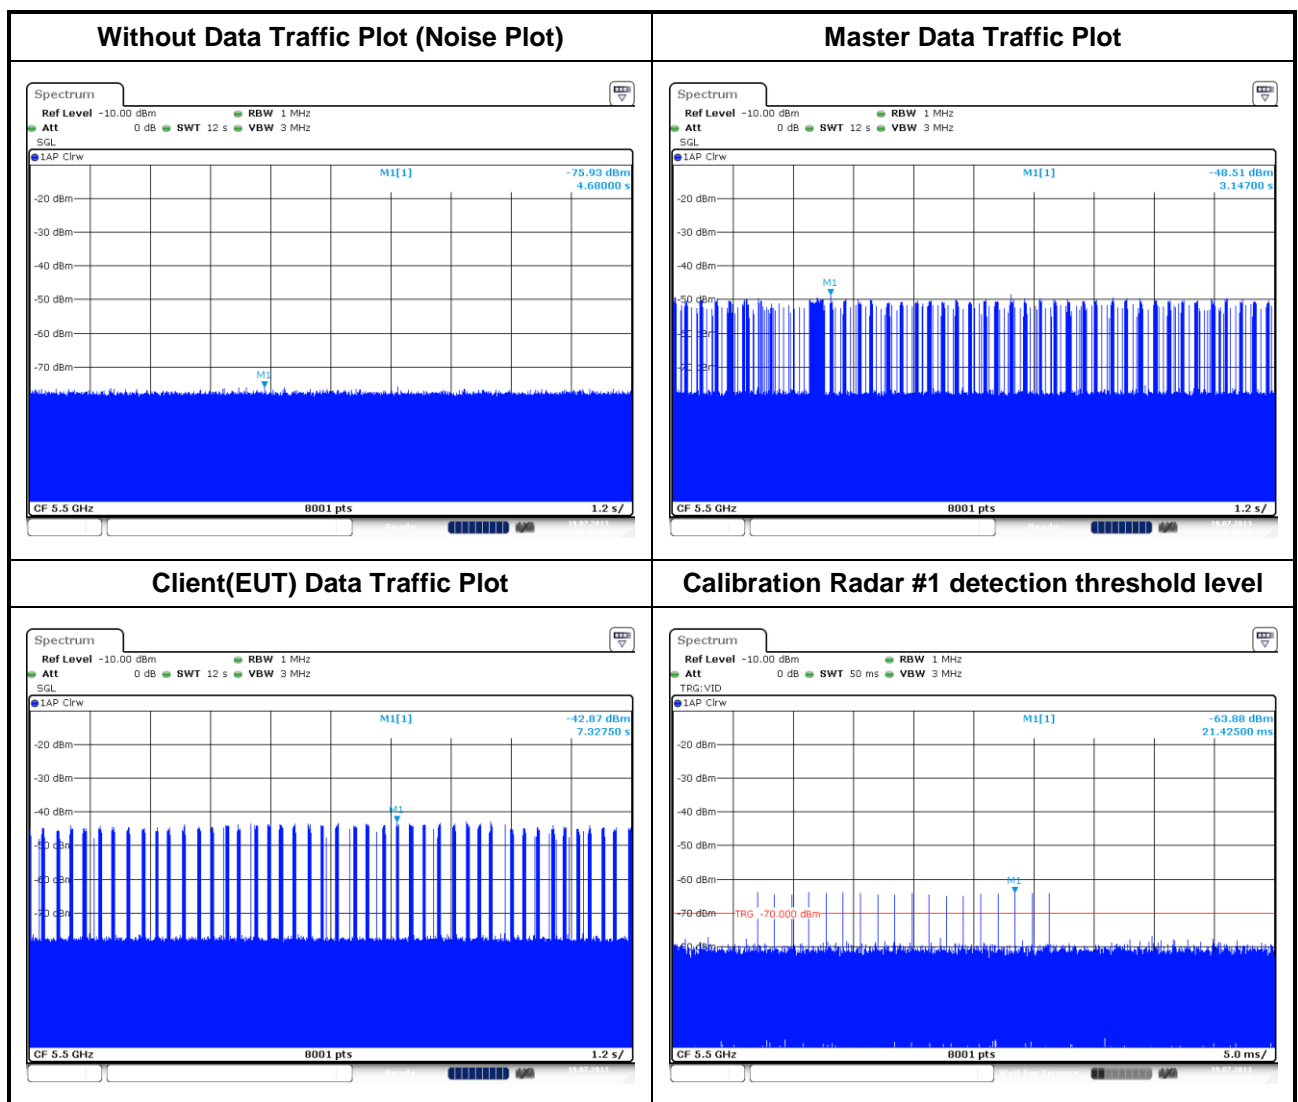 Without Data Traffic Plot (Noise Plot)
Spectrum
Ref Level -10.00 dBm RBW 1 MHz
Att 0 dB SWT 12 s VBW 3 MHz
SGL
1AP Clrw
M1[1] -75.93 dBm
4.68000 s
-20 dBm
-30 dBm
-40 dBm
-50 dBm
-60 dBm
-70 dBm
M1
CF 5.5 GHz 8001 pts 1.2 s/
Master Data Traffic Plot
Spectrum
Ref Level -10.00 dBm RBW 1 MHz
Att 0 dB SWT 12 s VBW 3 MHz
SGL
1AP Clrw
M1[1] -48.51 dBm
3.14700 s
-20 dBm
-30 dBm
-40 dBm
M1
-50 dBm
CF 5.5 GHz 8001 pts 1.2 s/
Ready
19.07.2013
Client(EUT) Data Traffic Plot
Spectrum
Ref Level -10.00 dBm RBW 1 MHz
Att 0 dB SWT 12 s VBW 3 MHz
SGL
1AP Clrw
M1[1] -42.87 dBm
7.32750 s
-20 dBm
-30 dBm
-40 dBm
M1
CF 5.5 GHz 8001 pts 1.2 s/
Calibration Radar #1 detection threshold level
Spectrum
Ref Level -10.00 dBm RBW 1 MHz
Att 0 dB SWT 50 ms VBW 3 MHz
TRG:VID
1AP Clrw
M1[1] -63.88 dBm
21.42500 ms
-20 dBm
-30 dBm
-40 dBm
-50 dBm
-60 dBm
M1
-70 dBm TRG -70.000 dBm
CF 5.5 GHz 8001 pts 5.0 ms/
Wait for Trigger